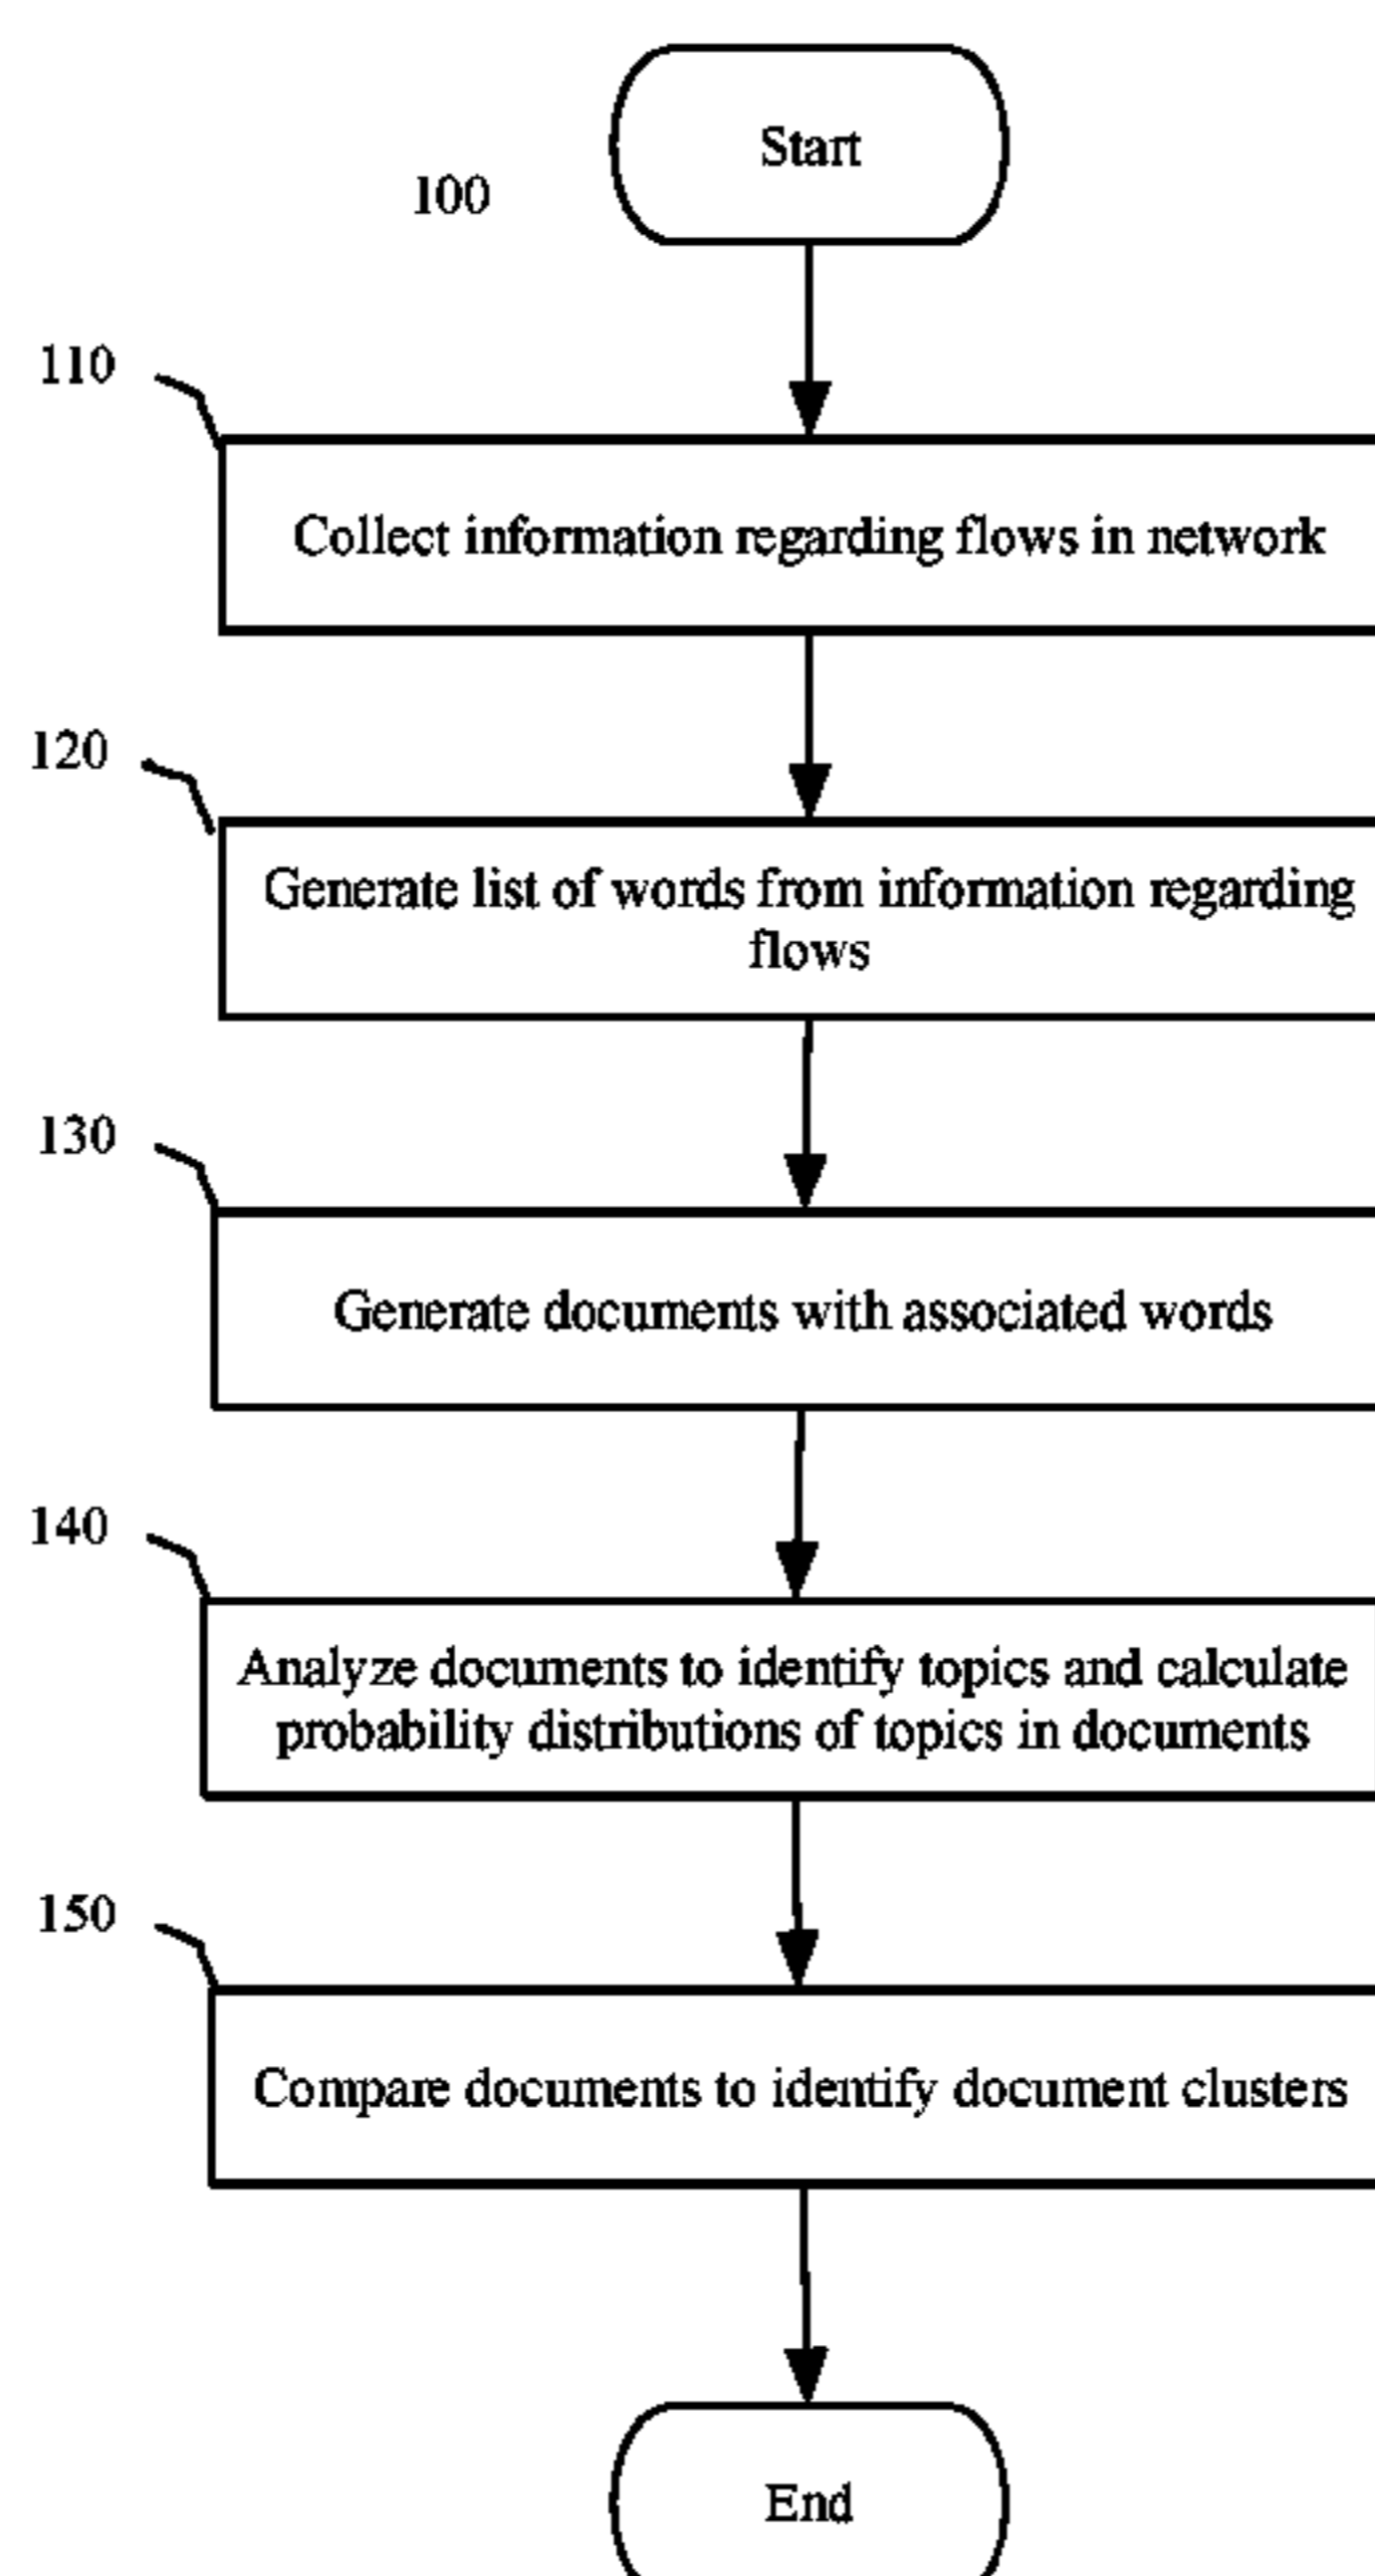 Start
100
110
Collect information regarding flows in network
120
Generate list of words from information regarding
flows
130
Generate documents with associated words
140
Analyze documents to identify topics and calculate
probability distributions of topics in documents
150
Compare documents to identify document clusters
End